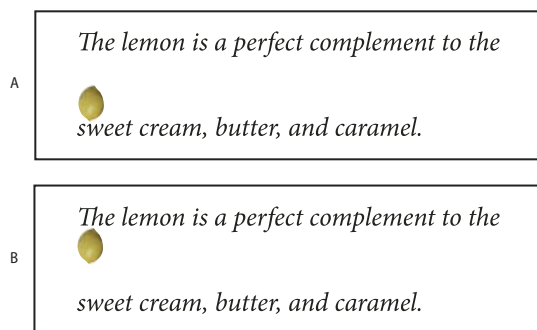 A
The lemon is a perfect complement to the
sweet cream, butter, and caramel.
B
The lemon is a perfect complement to the
sweet cream, butter, and caramel.